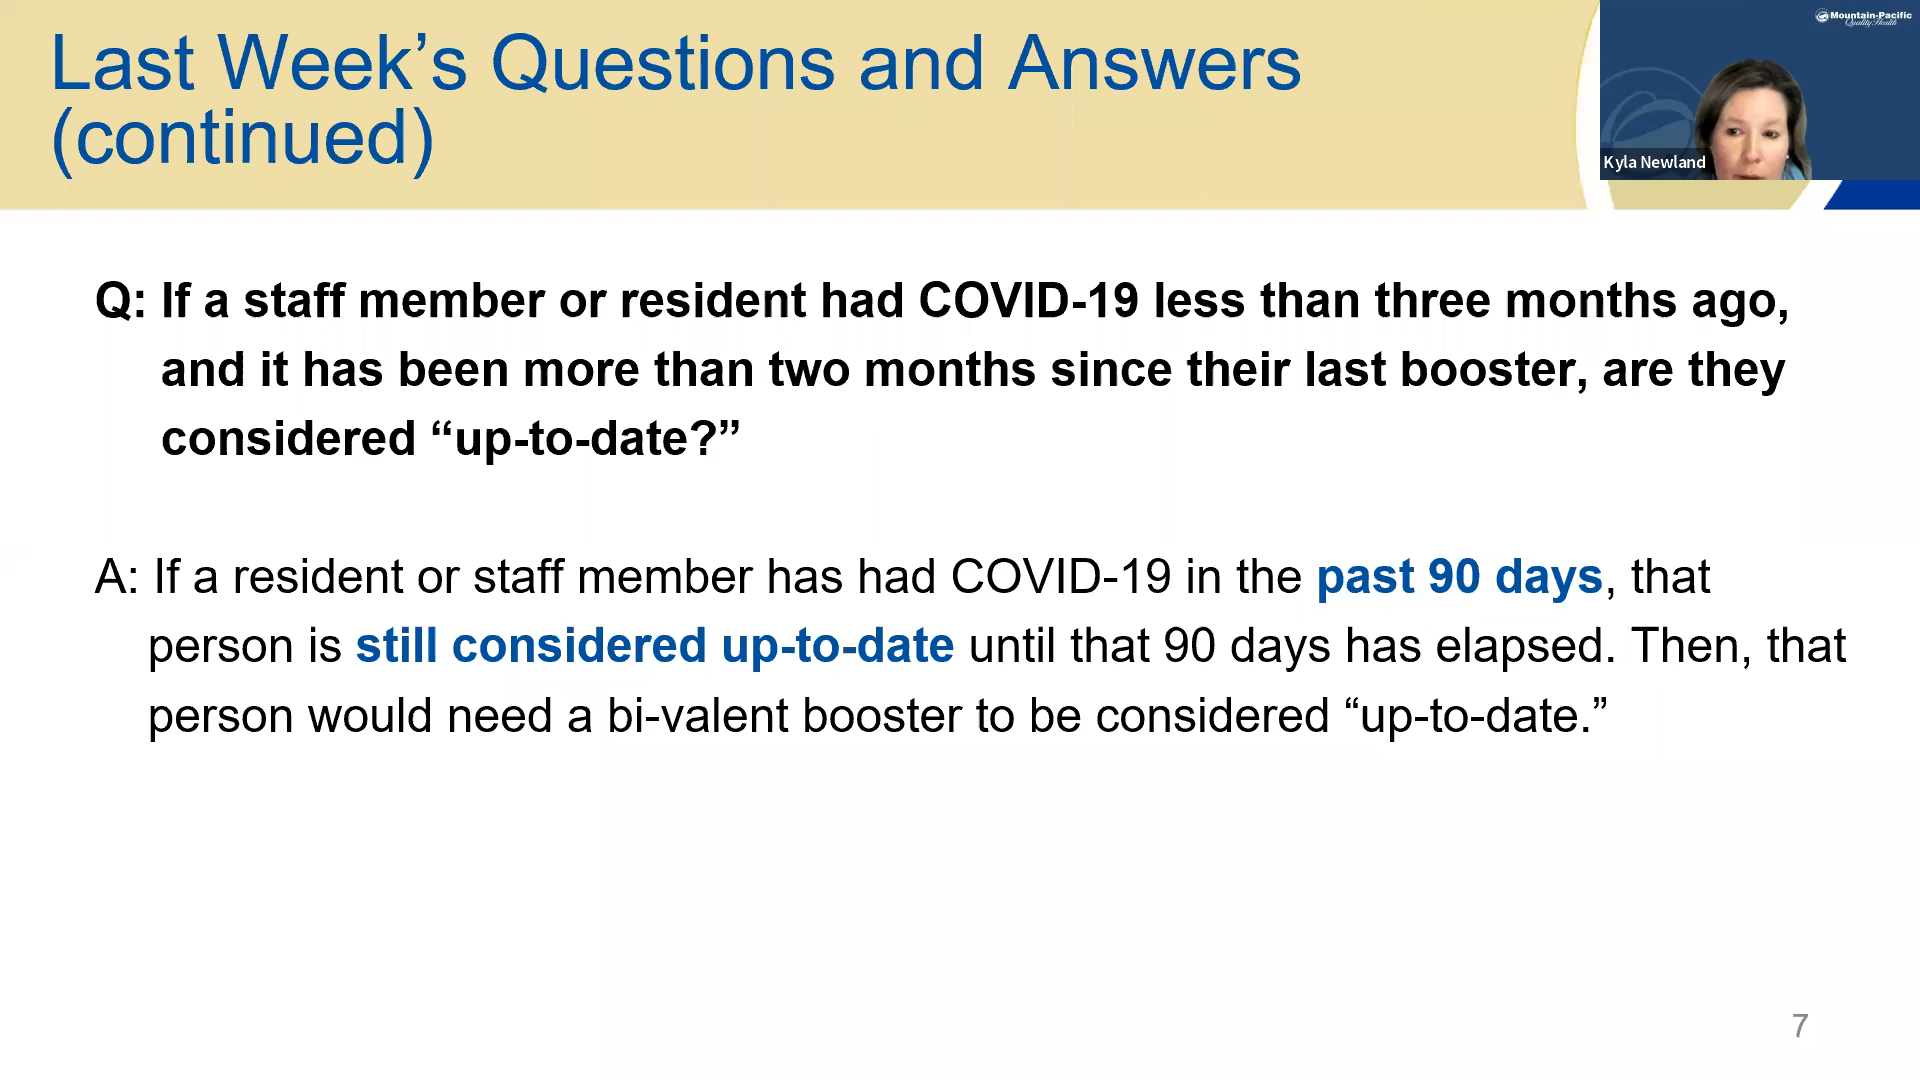 Last Week’s Questions and Answers
(continued)
Mountain-Pacific
Quality Health
Kyla Newland
Q: If a staff member or resident had COVID-19 less than three months ago,
and it has been more than two months since their last booster, are they
considered “up-to-date?”
A: If a resident or staff member has had COVID-19 in the past 90 days, that
person is still considered up-to-date until that 90 days has elapsed. Then, that
person would need a bi-valent booster to be considered “up-to-date.”
7